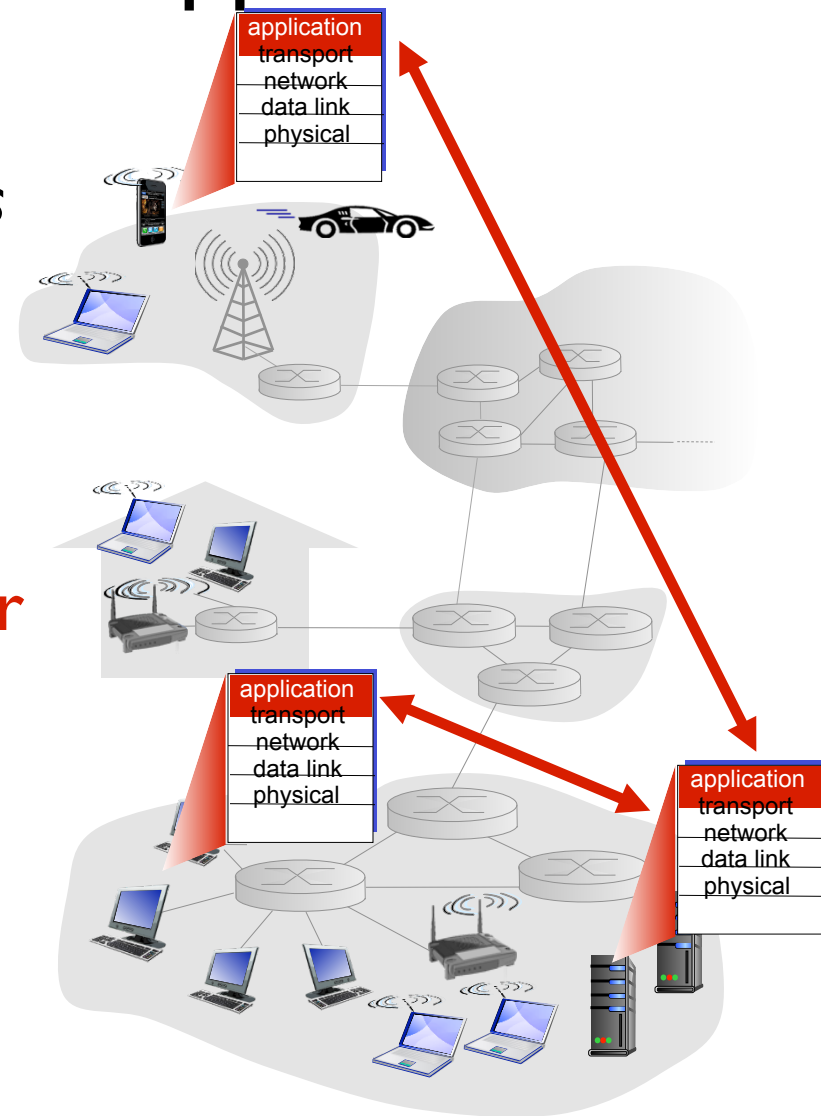 application
transport
network
data link
physical
s
r
application
transport
network
data link
physical
application
transport
network
data link
physical